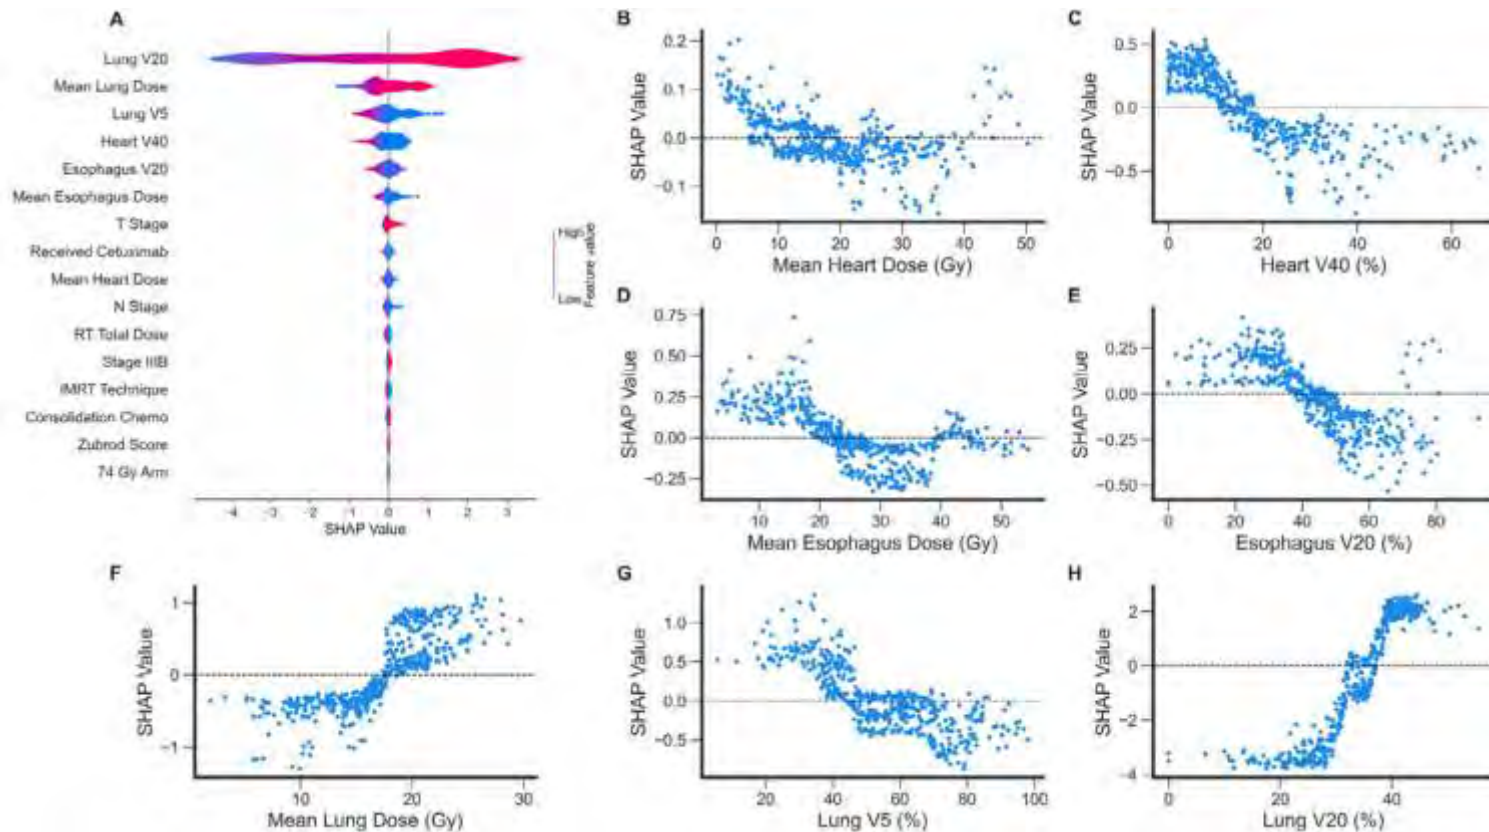 A
Lung V20
Mean Lung Dose
Lung V5
Heart V40
Esophagus V20
Mean Esophagus Dose
T Stage
Received Cetuximab
Mean Heart Dose
N Stage
RT Total Dose
Stage IIIB
IMRT Technique
Consolidation Chemo
Zubrod Score
74 Gy Arm
-4 -3 -2 -1 0 1 2 3
SHAP Value
High
Low
Feature value
B
SHAP Value
0.2
0.1
0.0
−0.1
0 10 20 30 40 50
Mean Heart Dose (Gy)
C
SHAP Value
0.5
0.0
−0.5
0 20 40 60
Heart V40 (%)
D
SHAP Value
0.75
0.50
0.25
0.00
−0.25
10 20 30 40 50
Mean Esophagus Dose (Gy)
E
SHAP Value
0.25
0.00
−0.25
−0.50
0 20 40 60 80
Esophagus V20 (%)
F
SHAP Value
1
0
−1
10 20 30
Mean Lung Dose (Gy)
G
SHAP Value
1.0
0.5
0.0
−0.5
20 40 60 80 100
Lung V5 (%)
H
SHAP Value
2
0
−2
−4
0 20 40
Lung V20 (%)